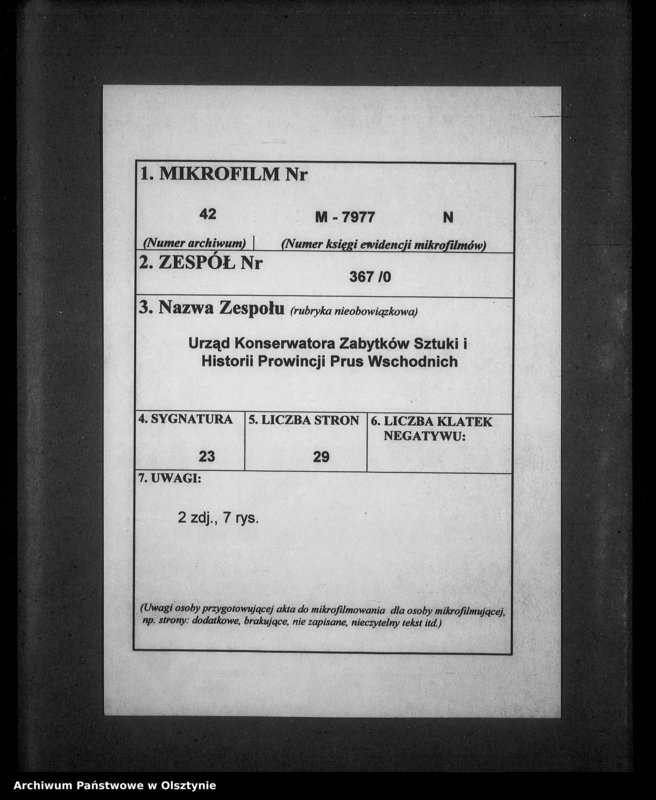 1. MIKROFILM Nr
42 M - 7977 N
(Numer archiwum) (Numer księgi ewidencji mikrofilmów)
2. ZESPÓŁ Nr
367 /0
3. Nazwa Zespołu (rubryka nieobowiązkowa)
Urząd Konserwatora Zabytków Sztuki i
Historii Prowincji Prus Wschodnich
4. SYGNATURA
23
5. LICZBA STRON
29
6. LICZBA KLATEK
NEGATYWU:
7. UWAGI:
2 zdj., 7 rys.
(Uwagi osoby przygotowującej akta do mikrofilmowania dla osoby mikrofilmującej,
np. strony: dodatkowe, brakujące, nie zapisane, nieczytelny tekst itd.)
Archiwum Państwowe w Olsztynie